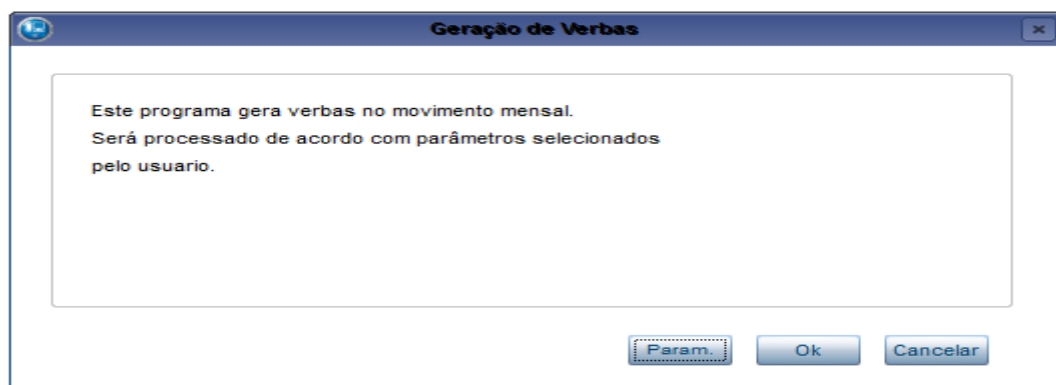 Geração de Verbas
Este programa gera verbas no movimento mensal.
Será processado de acordo com parâmetros selecionados
pelo usuario.
Param.
Ok
Cancelar